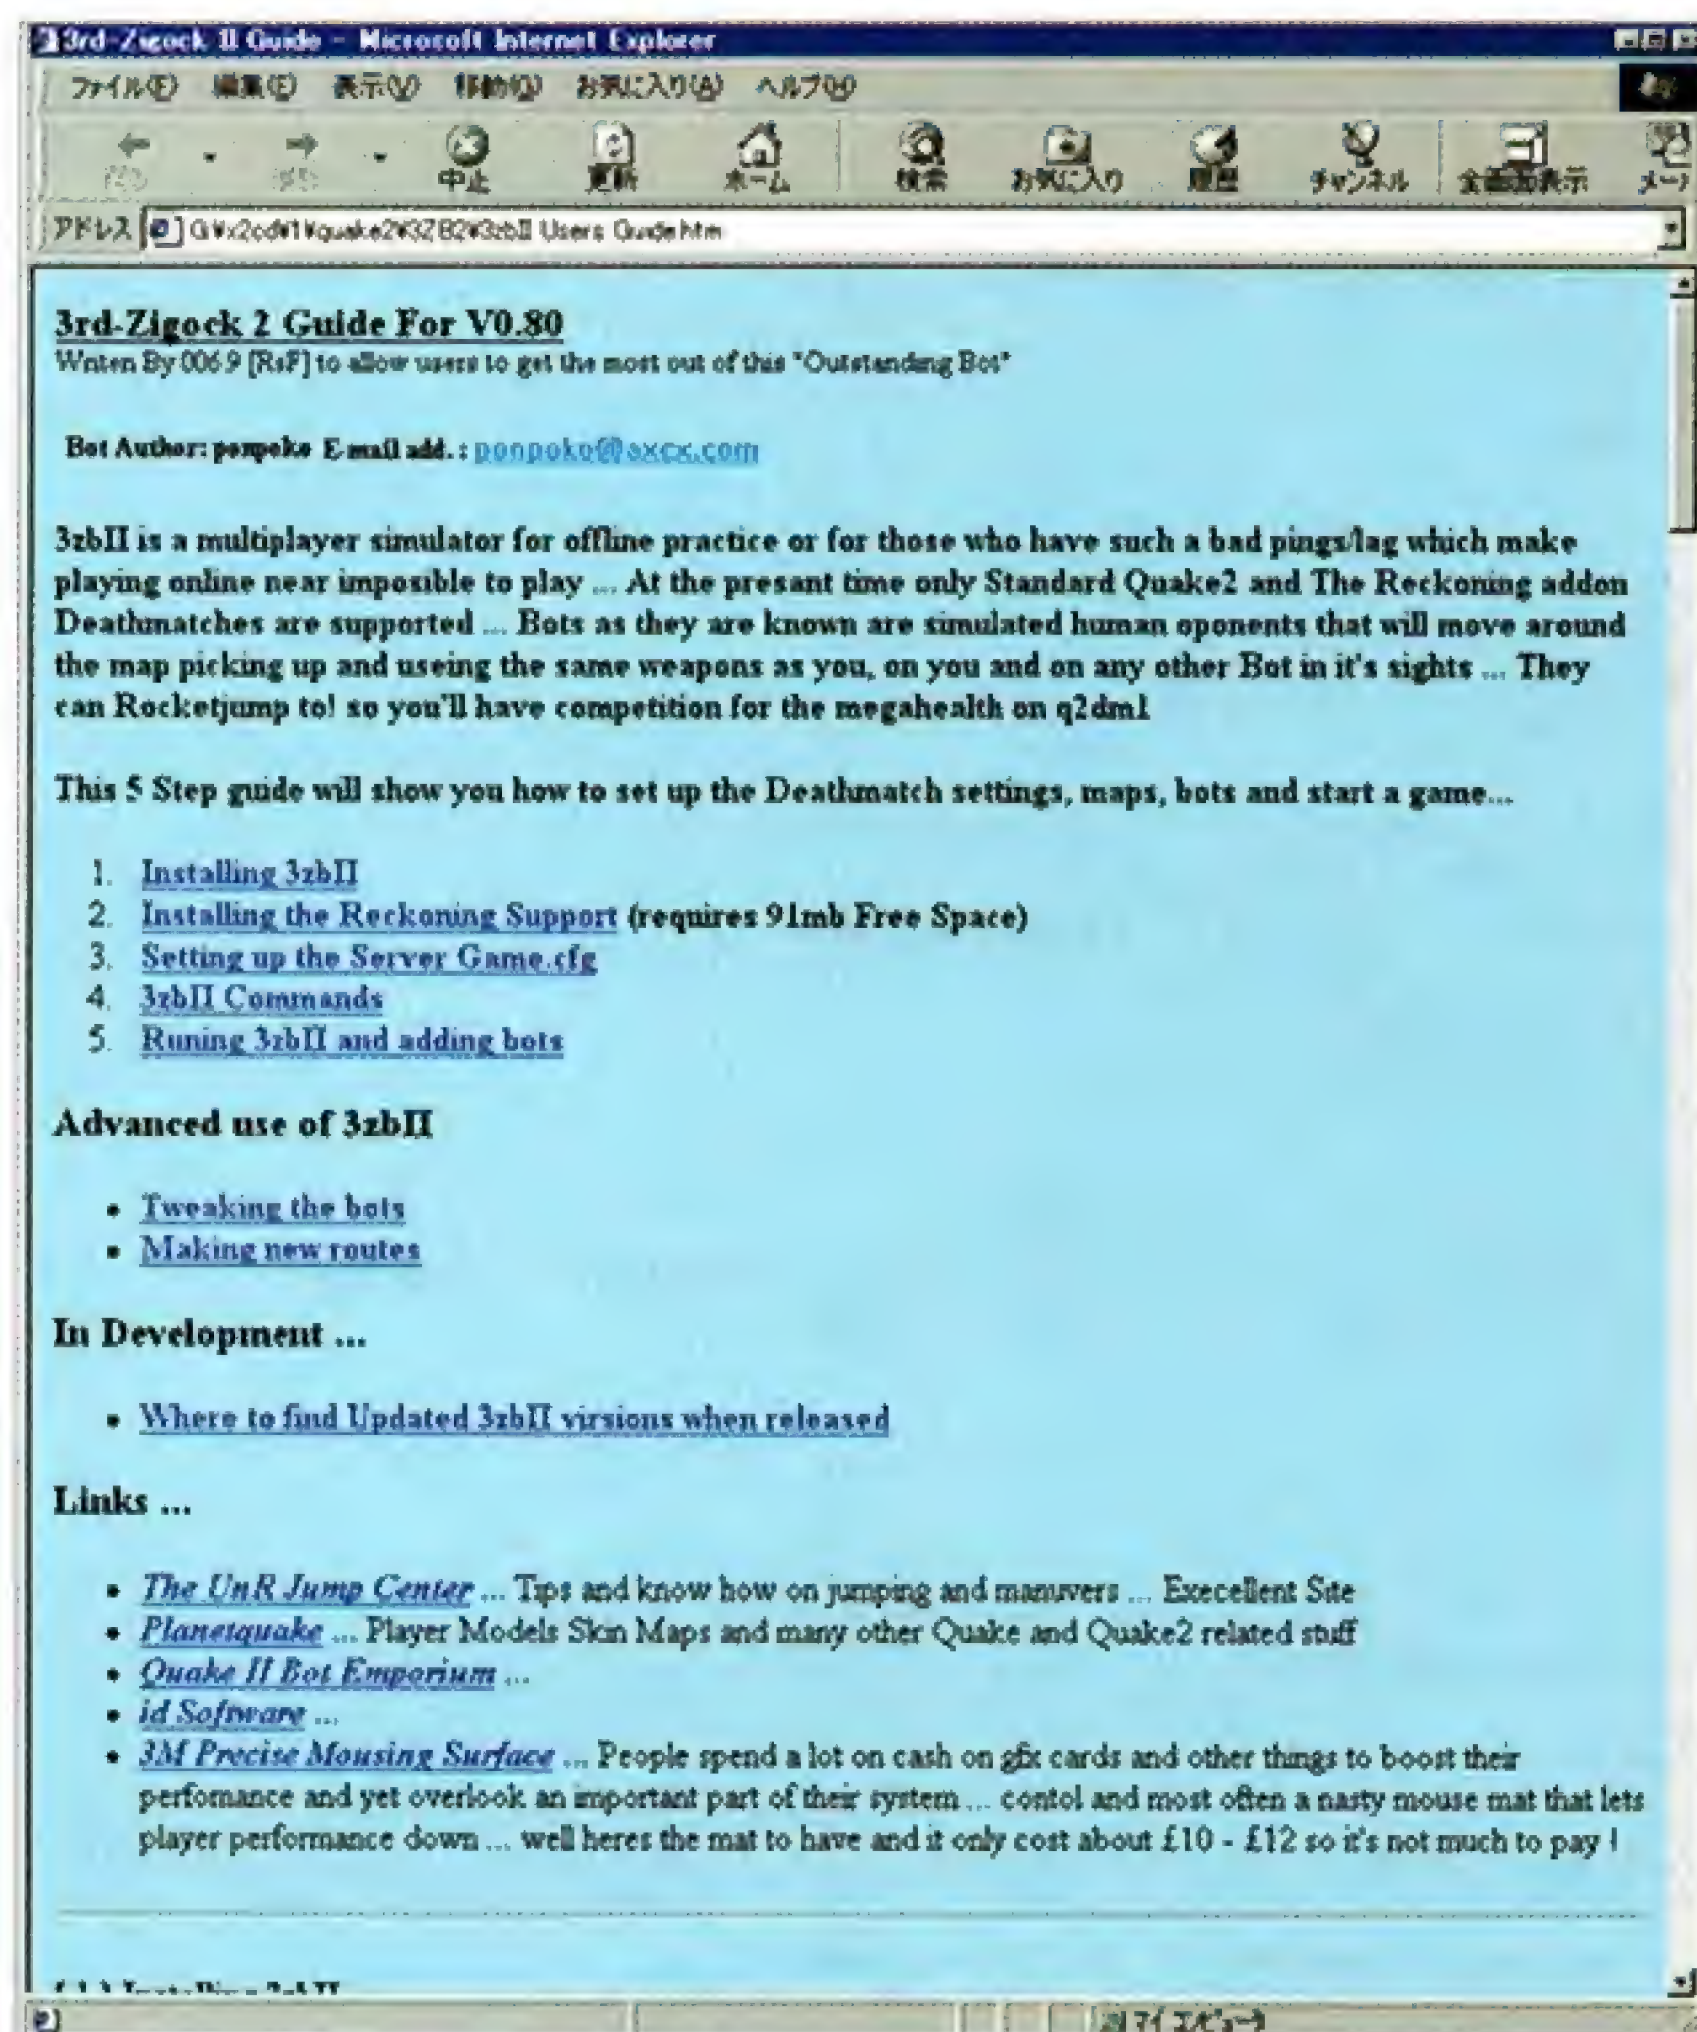 3rd-Zigock II Guide - Microsoft Internet Explorer
ファイル(F) 編集(E) 表示(V) 移動(G) お気に入り(A) ヘルプ(H)
中止 更新 ホーム 検索 お気に入り 履歴 チャンネル 全画面表示
アドレス G:¥x2cd#1¥quake2¥3ZB2¥3zbII Users Guide.htm
3rd-Zigock 2 Guide For V0.80
Writen By 006.9 [RsF] to allow users to get the most out of this "Outstanding Bot"
Bot Author: ponpoko E-mail add. : ponpoko@axcx.com
3zbII is a multiplayer simulator for offline practice or for those who have such a bad pings/lag which make
playing online near imposible to play ... At the presant time only Standard Quake2 and The Reckoning addon
Deathmatches are supported ... Bots as they are known are simulated human oponents that will move around
the map picking up and useing the same weapons as you, on you and on any other Bot in it's sights ... They
can Rocketjump to! so you'll have competition for the megahealth on q2dm1
This 5 Step guide will show you how to set up the Deathmatch settings, maps, bots and start a game...
1. Installing 3zbII
2. Installing the Reckoning Support (requires 91mb Free Space)
3. Setting up the Server Game.cfg
4. 3zbII Commands
5. Runing 3zbII and adding bots
Advanced use of 3zbII
• Tweaking the bots
• Making new routes
In Development ...
• Where to find Updated 3zbII virsions when released
Links ...
• The UnR Jump Center ... Tips and know how on jumping and manuvers ... Execellent Site
• Planetquake ... Player Models Skin Maps and many other Quake and Quake2 related stuff
• Quake II Bot Emporium ...
• id Software ...
• 3M Precise Mousing Surface ... People spend a lot on cash on gfx cards and other things to boost their
perfomance and yet overlook an important part of their system ... contol and most often a nasty mouse mat that lets
player performance down ... well heres the mat to have and it only cost about £10 - £12 so it's not much to pay !
マイ コンピュータ